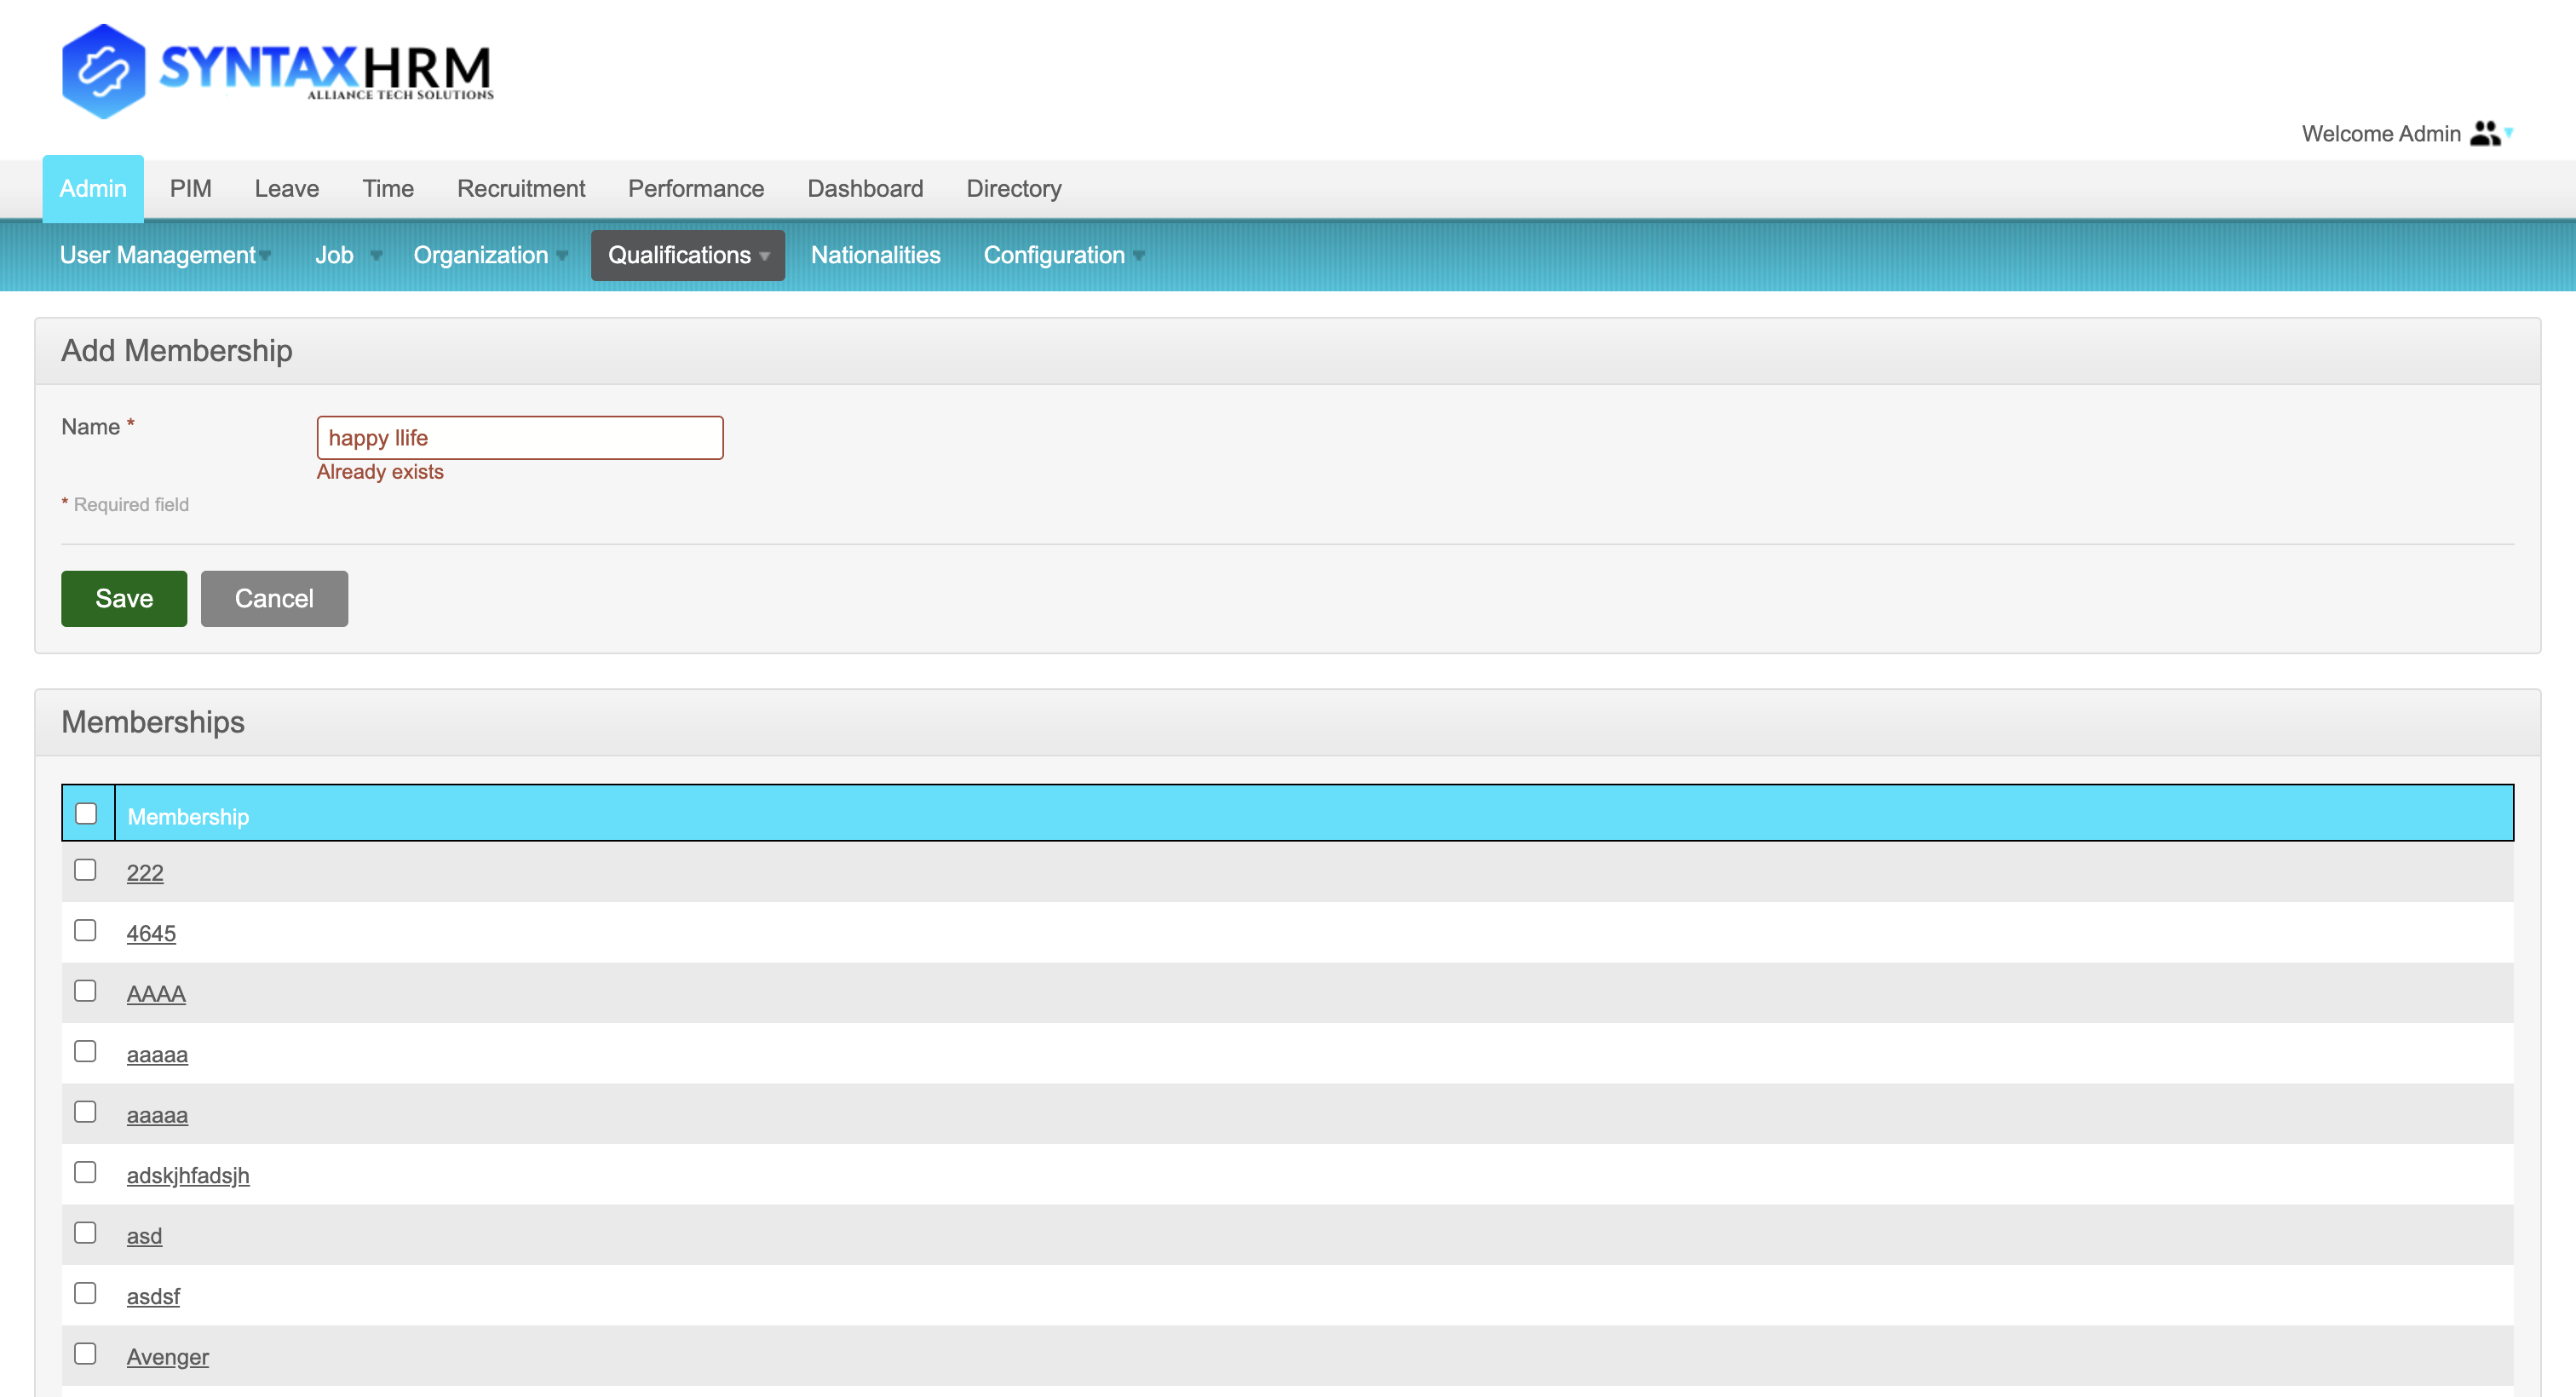 SYNTAXHRM
ALLIANCE TECH SOLUTIONS
Welcome Admin
Admin PIM Leave Time Recruitment Performance Dashboard Directory
User Management Job Organization Qualifications Nationalities Configuration
Add Membership
Name * happy llife
Already exists
* Required field
Save Cancel
Memberships
Membership
222
4645
AAAA
aaaaa
aaaaa
adskjhfadsjh
asd
asdsf
Avenger